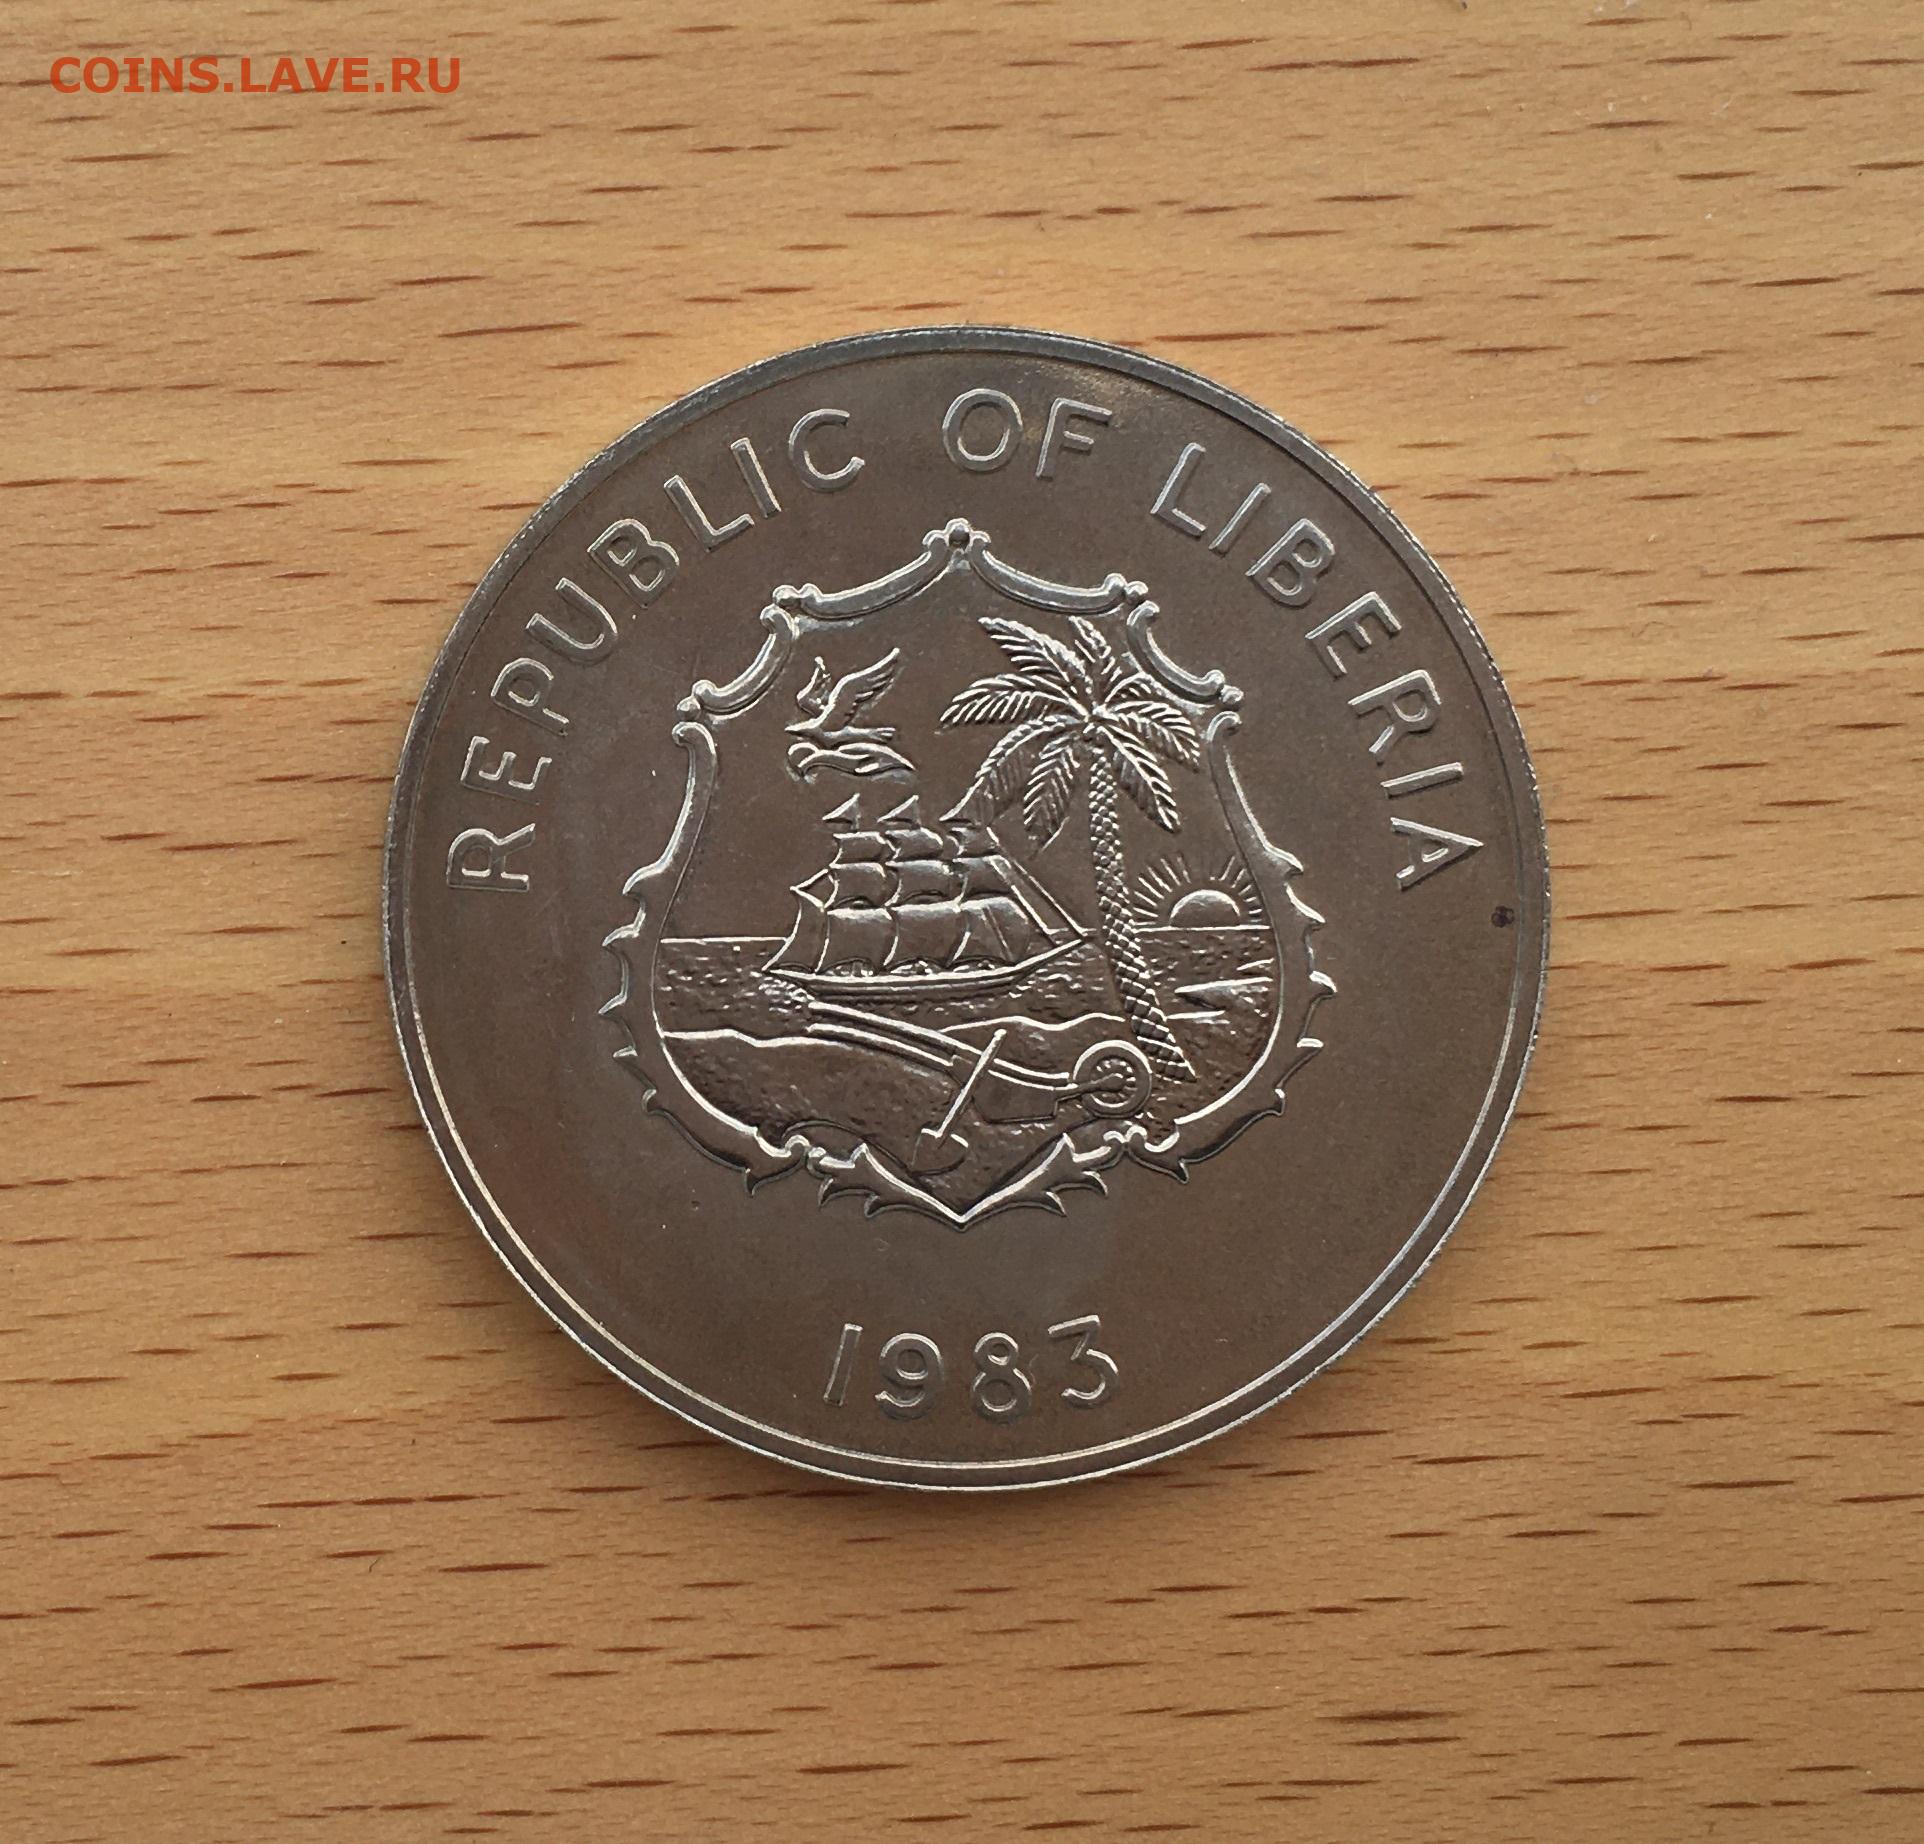 COINS.LAVE.RU
REPUBLIC OF LIBERIA
1983